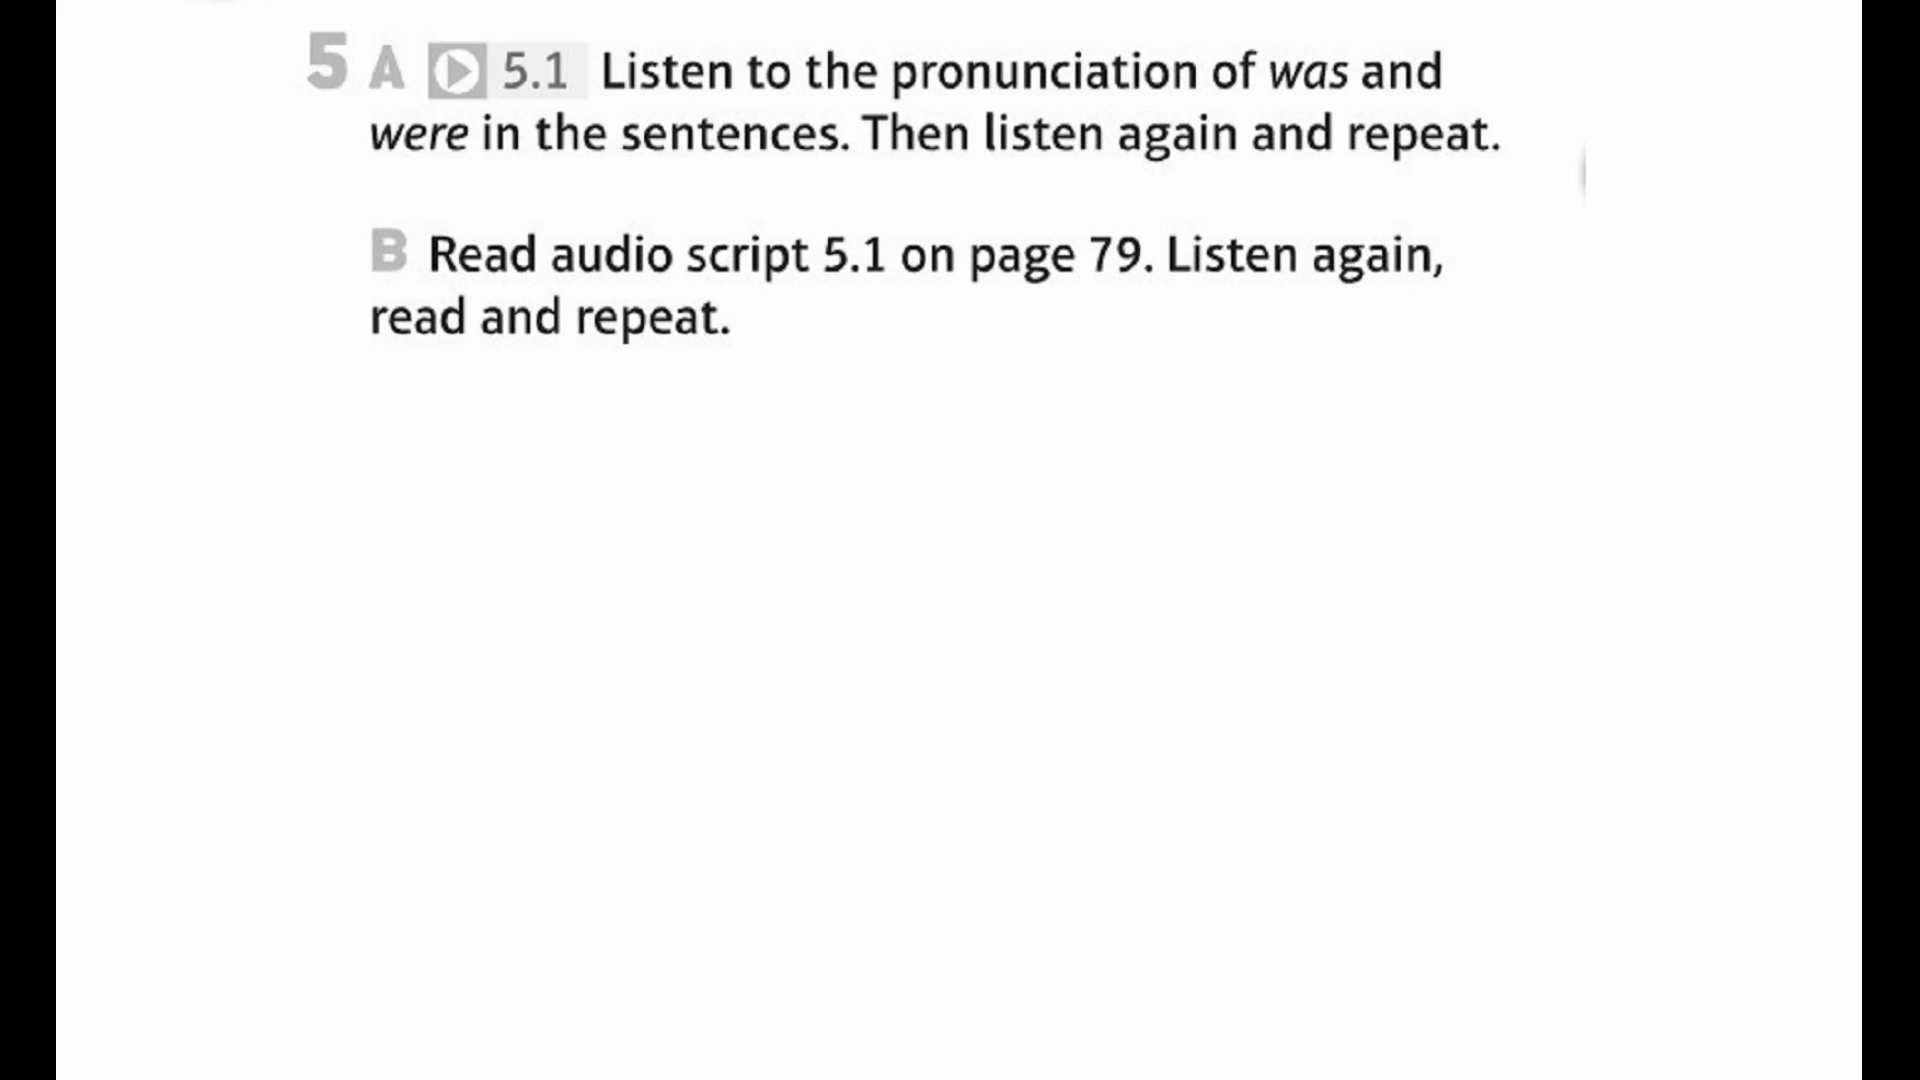 5 A 5.1 Listen to the pronunciation of was and
were in the sentences. Then listen again and repeat.
B Read audio script 5.1 on page 79. Listen again,
read and repeat.